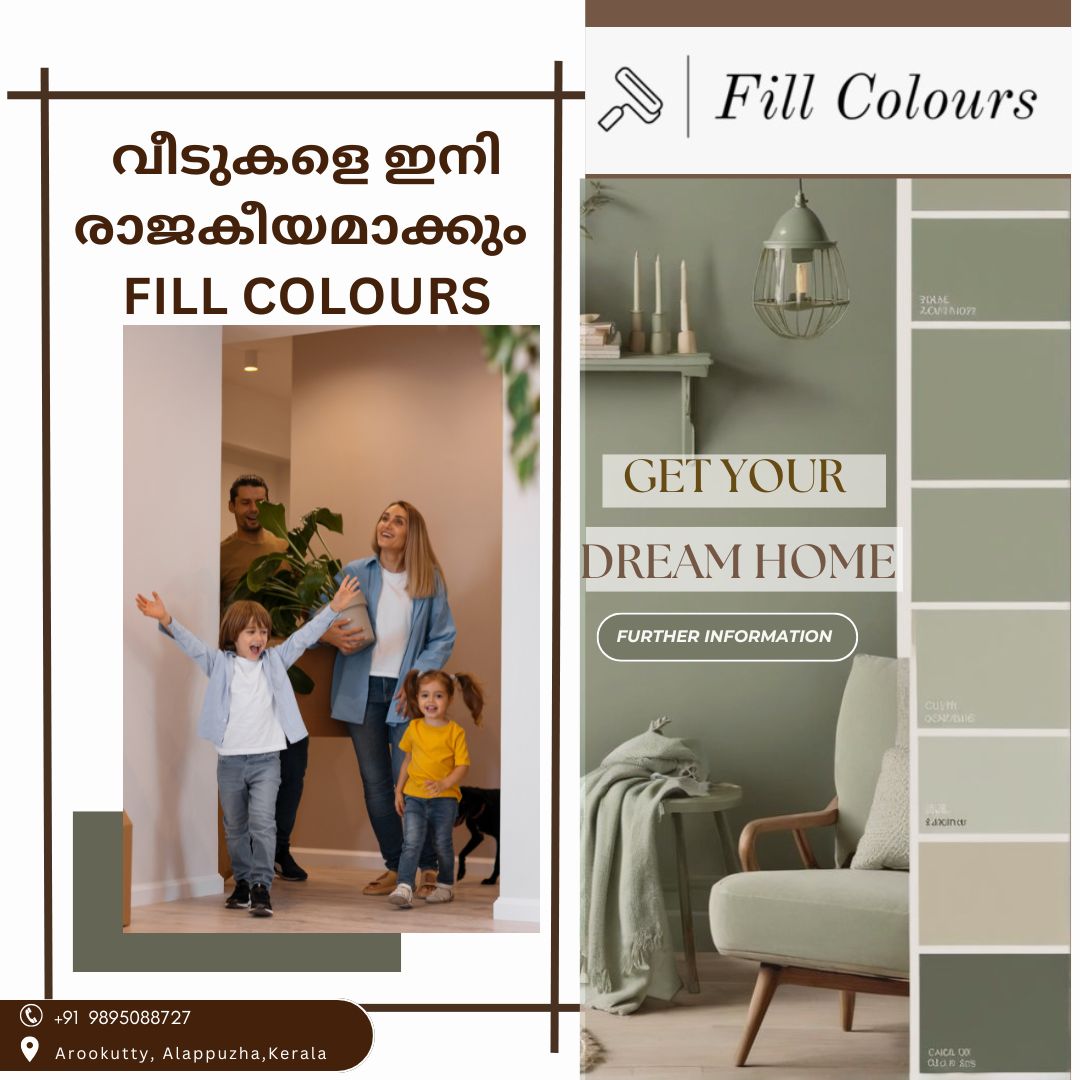 വീടുകളെ ഇനി
രാജകീയമാക്കും
FILL COLOURS
+91 9895088727
Arookutty, Alappuzha,Kerala
Fill Colours
GET YOUR
DREAM HOME
FURTHER INFORMATION